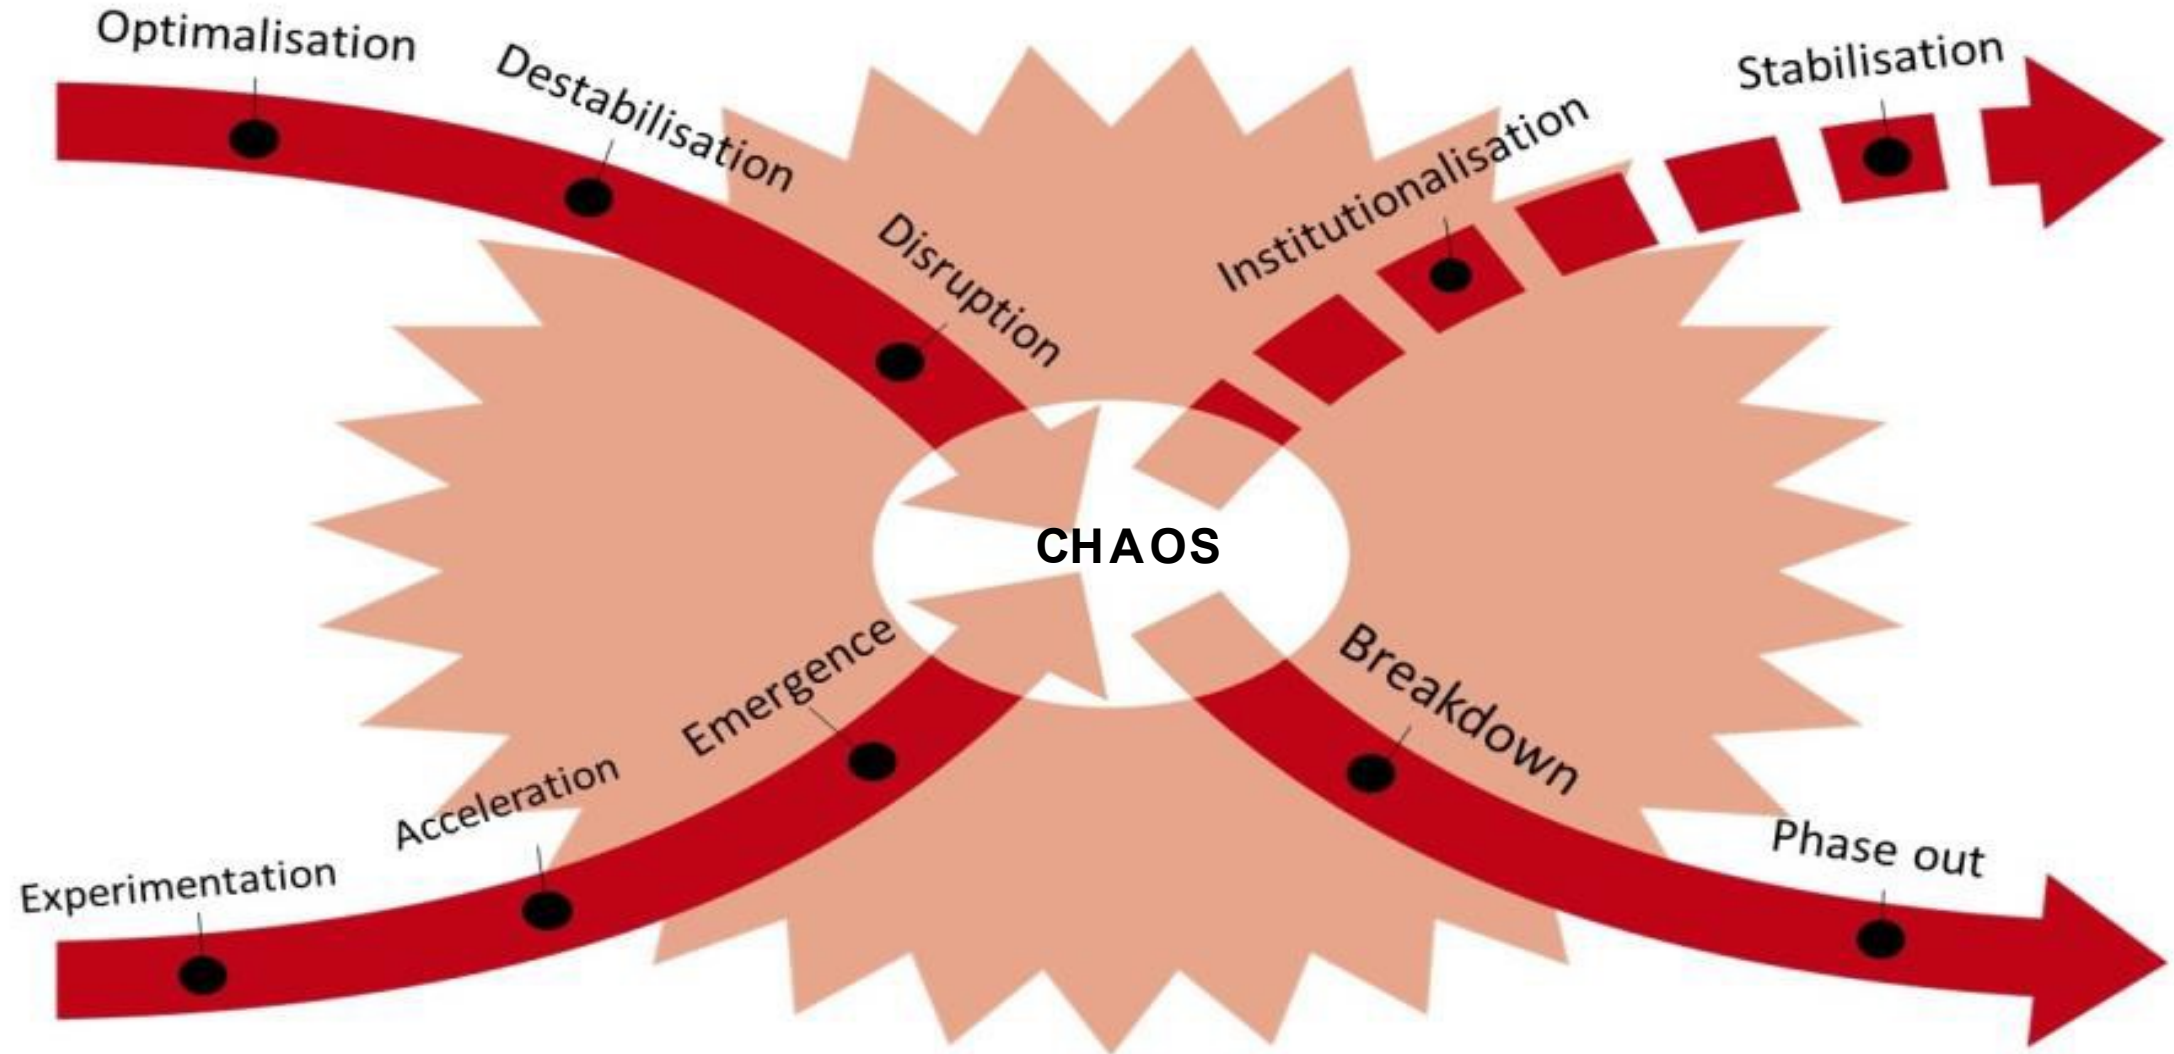 Optimalisation
Destabilisation
Disruption
Institutionalisation
Stabilisation
CHAOS
Experimentation
Acceleration
Emergence
Breakdown
Phase out